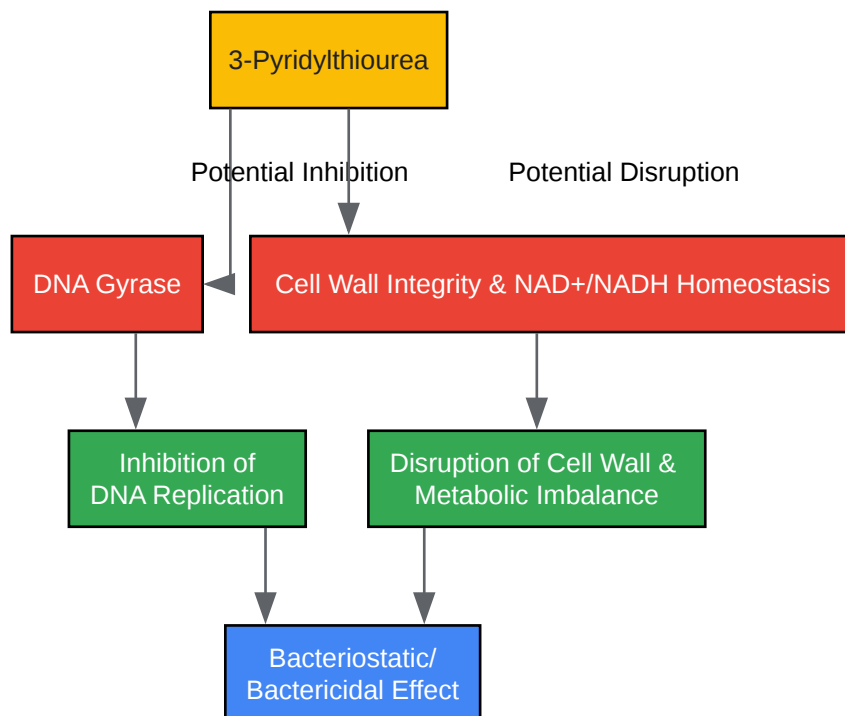 3-Pyridylthiourea
Potential Inhibition
Potential Disruption
DNA Gyrase
Cell Wall Integrity & NAD+/NADH Homeostasis
Inhibition of
DNA Replication
Disruption of Cell Wall &
Metabolic Imbalance
Bacteriostatic/
Bactericidal Effect